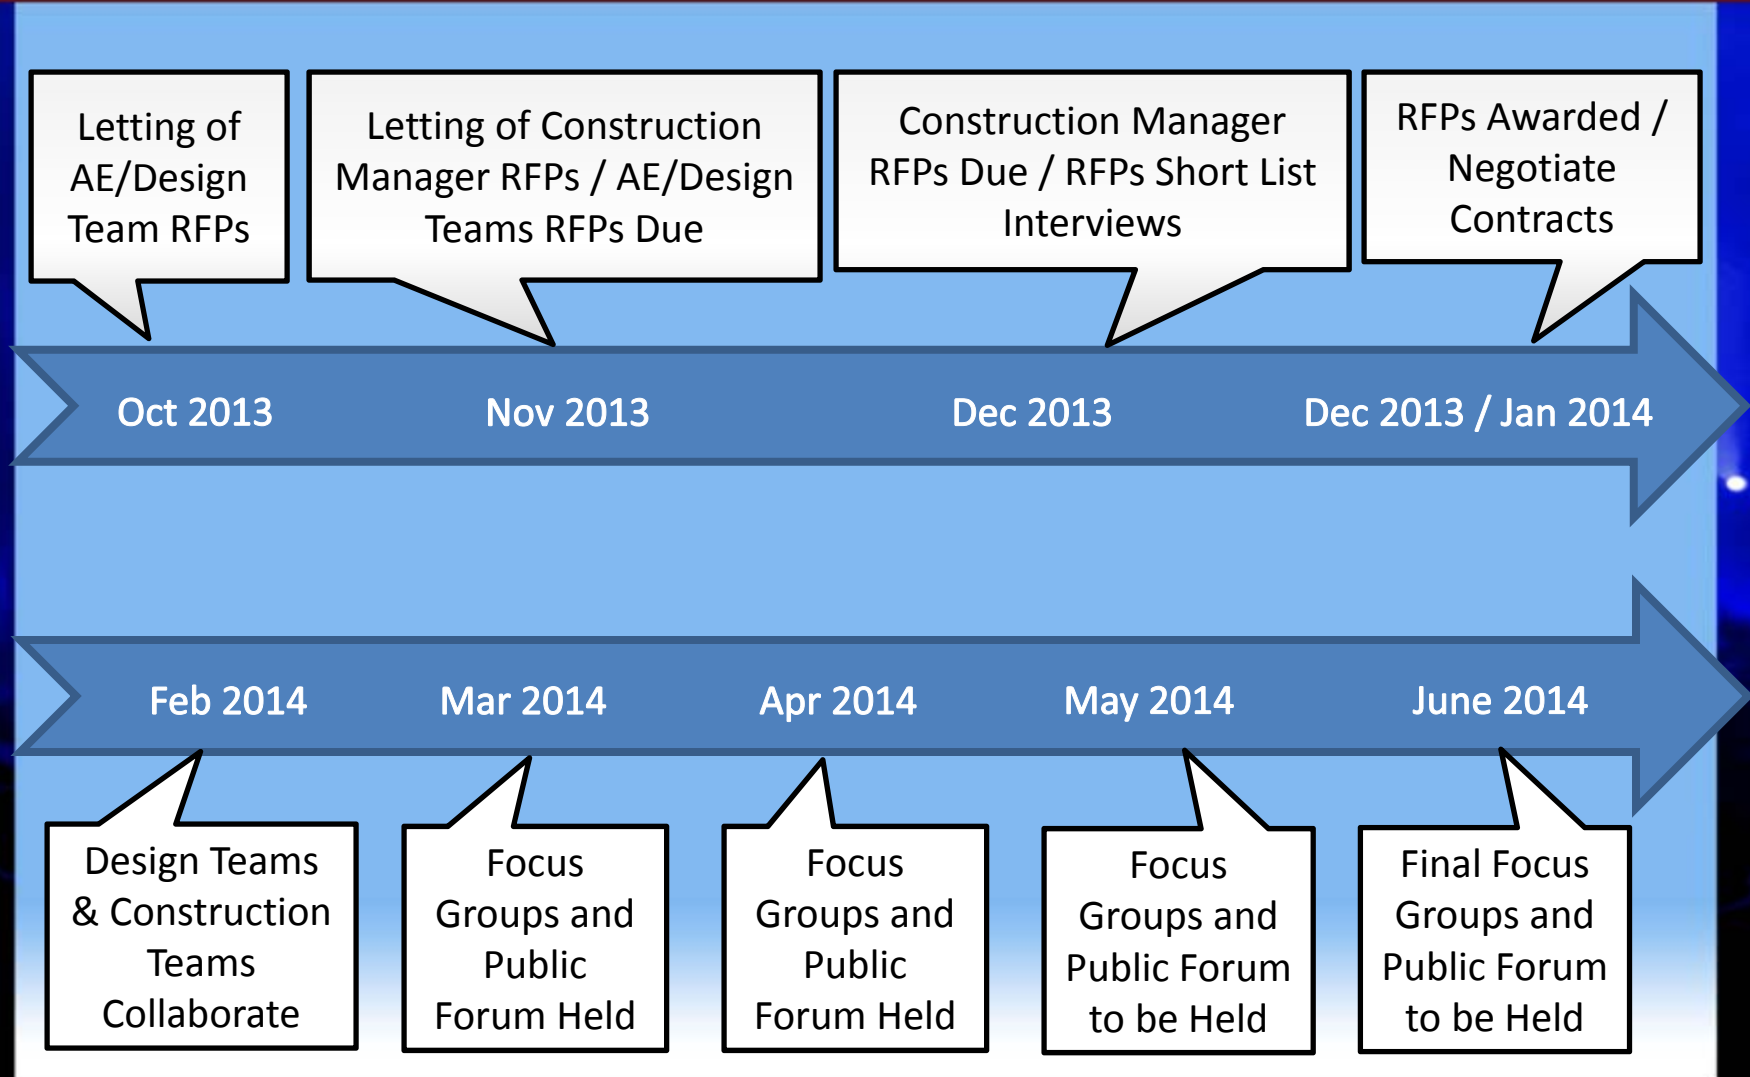 Letting of
AE/Design
Team RFPs
Letting of Construction
Manager RFPs / AE/Design
Teams RFPs Due
Construction Manager
RFPs Due / RFPs Short List
Interviews
RFPs Awarded /
Negotiate
Contracts
Oct 2013
Nov 2013
Dec 2013
Dec 2013 / Jan 2014
Feb 2014
Mar 2014
Apr 2014
May 2014
June 2014
Design Teams
& Construction
Teams
Collaborate
Focus
Groups and
Public
Forum Held
Focus
Groups and
Public
Forum Held
Focus
Groups and
Public Forum
to be Held
Final Focus
Groups and
Public Forum
to be Held